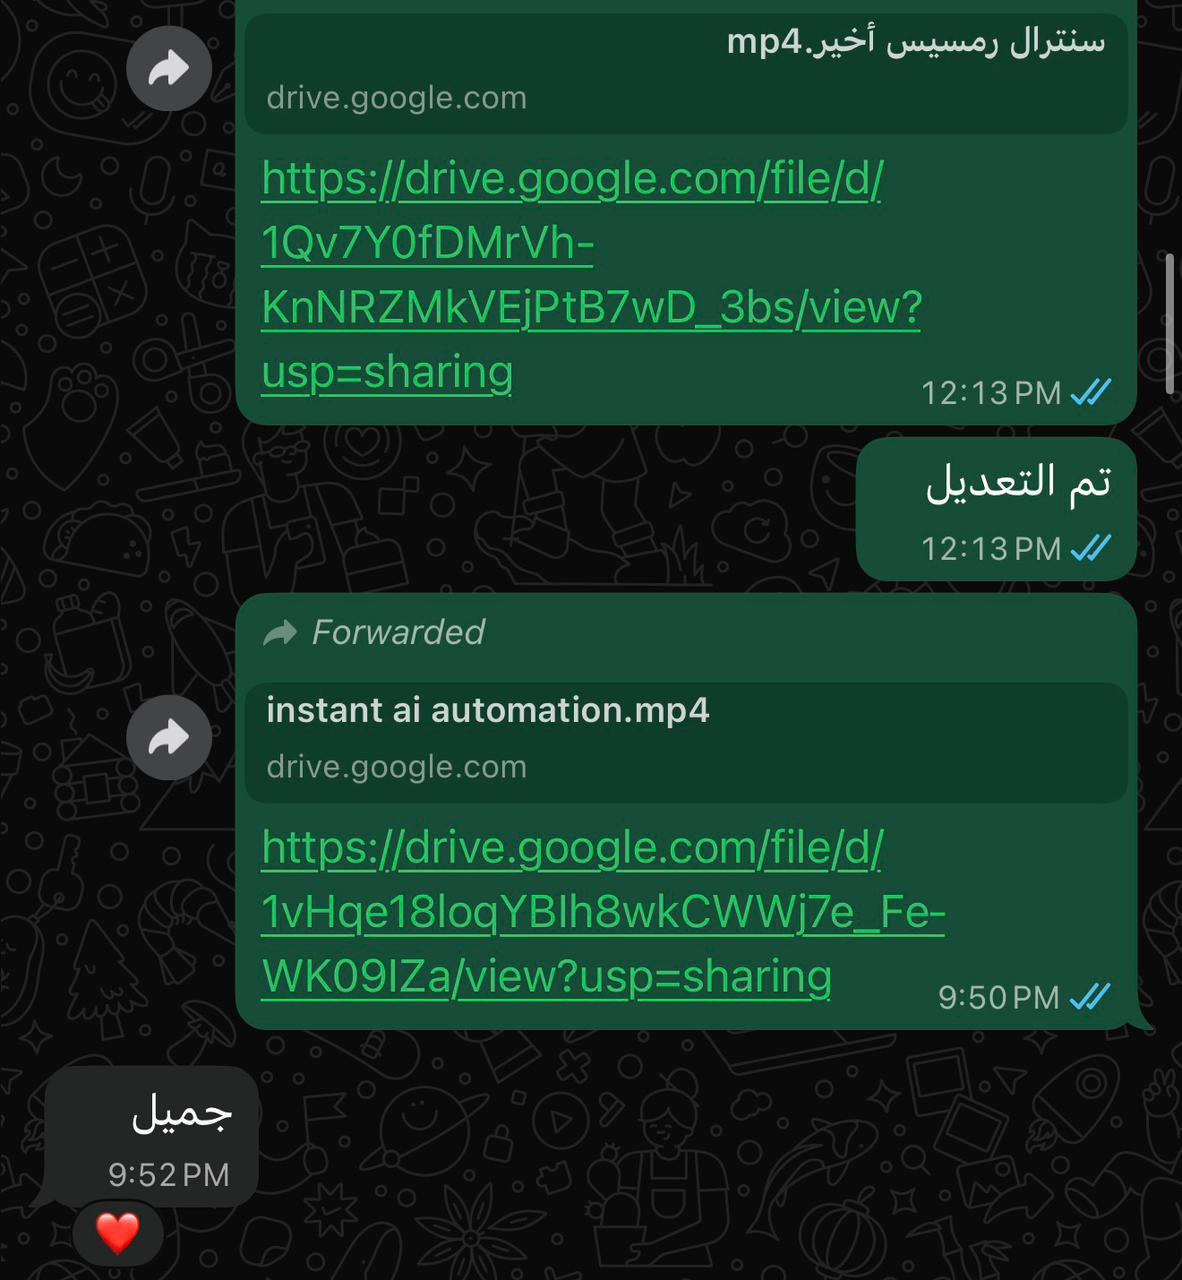 سنترال رمسيس أخير.mp4
drive.google.com
https://drive.google.com/file/d/
1Qv7Y0fDMrVh-
KnNRZMkVEjPtB7wD_3bs/view?
usp=sharing
12:13 PM
تم التعديل
12:13 PM
Forwarded
instant ai automation.mp4
drive.google.com
https://drive.google.com/file/d/
1vHqe18loqYBIh8wkCWWj7e_Fe-
WK09IZa/view?usp=sharing
9:50 PM
جميل
9:52 PM